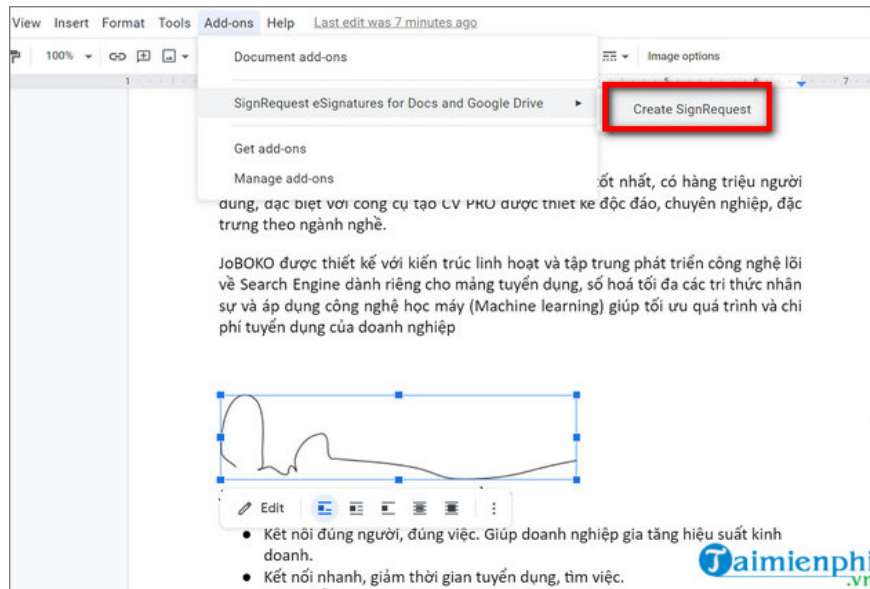 View Insert Format Tools Add-ons Help Last edit was 7 minutes ago
100% Image options
Document add-ons
1 5 6 7
SignRequest eSignatures for Docs and Google Drive
Create SignRequest
Get add-ons
Manage add-ons
tốt nhất, có hàng triệu người
dùng, đặc biệt với công cụ tạo CV PRO được thiết kế độc đáo, chuyên nghiệp, đặc
trưng theo ngành nghề.
JoBOKO được thiết kế với kiến trúc linh hoạt và tập trung phát triển công nghệ lõi
về Search Engine dành riêng cho mảng tuyển dụng, số hoá tối đa các tri thức nhân
sự và áp dụng công nghệ học máy (Machine learning) giúp tối ưu quá trình và chi
phí tuyển dụng của doanh nghiệp
Edit
● Kết nối đúng người, đúng việc. Giúp doanh nghiệp gia tăng hiệu suất kinh
doanh.
● Kết nối nhanh, giảm thời gian tuyển dụng, tìm việc.
Taimienphi
.vn